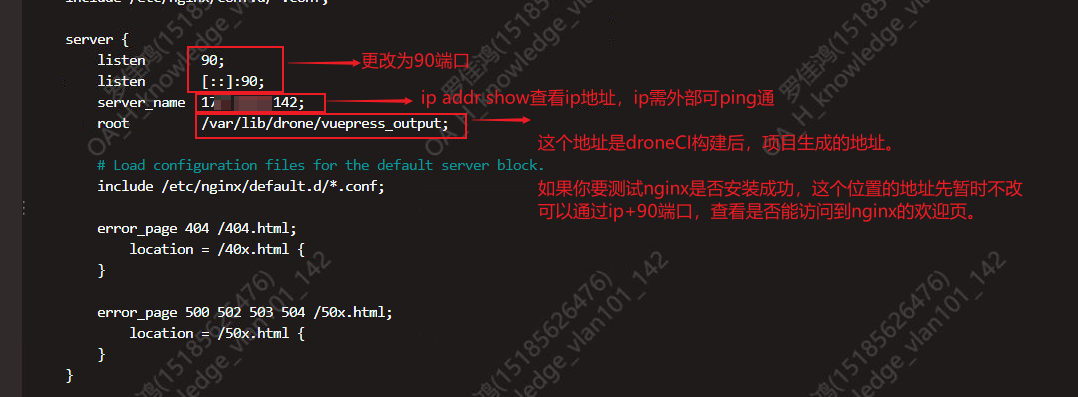 include /etc/nginx/conf.d/*.conf;
server {
listen 90; 更改为90端口
listen [::]:90;
server_name 17 142; ip addr show查看ip地址，ip需外部可ping通
root /var/lib/drone/vuepress_output;
这个地址是droneCI构建后，项目生成的地址。
# Load configuration files for the default server block.
include /etc/nginx/default.d/*.conf;
如果你要测试nginx是否安装成功，这个位置的地址先暂时不改
可以通过ip+90端口，查看是否能访问到nginx的欢迎页。
error_page 404 /404.html;
location = /40x.html {
}
error_page 500 502 503 504 /50x.html;
location = /50x.html {
}
}
罗佳鸿(15185626476)
OA_H_knowledge_vlan101_142